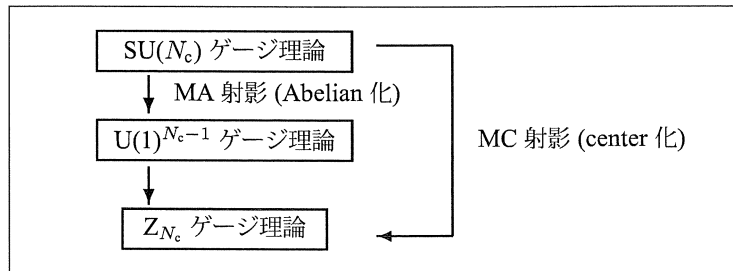 SU(N_c) ゲージ理論
MA 射影 (Abelian 化)
U(1)^{N_c−1} ゲージ理論
MC 射影 (center 化)
Z_{N_c} ゲージ理論